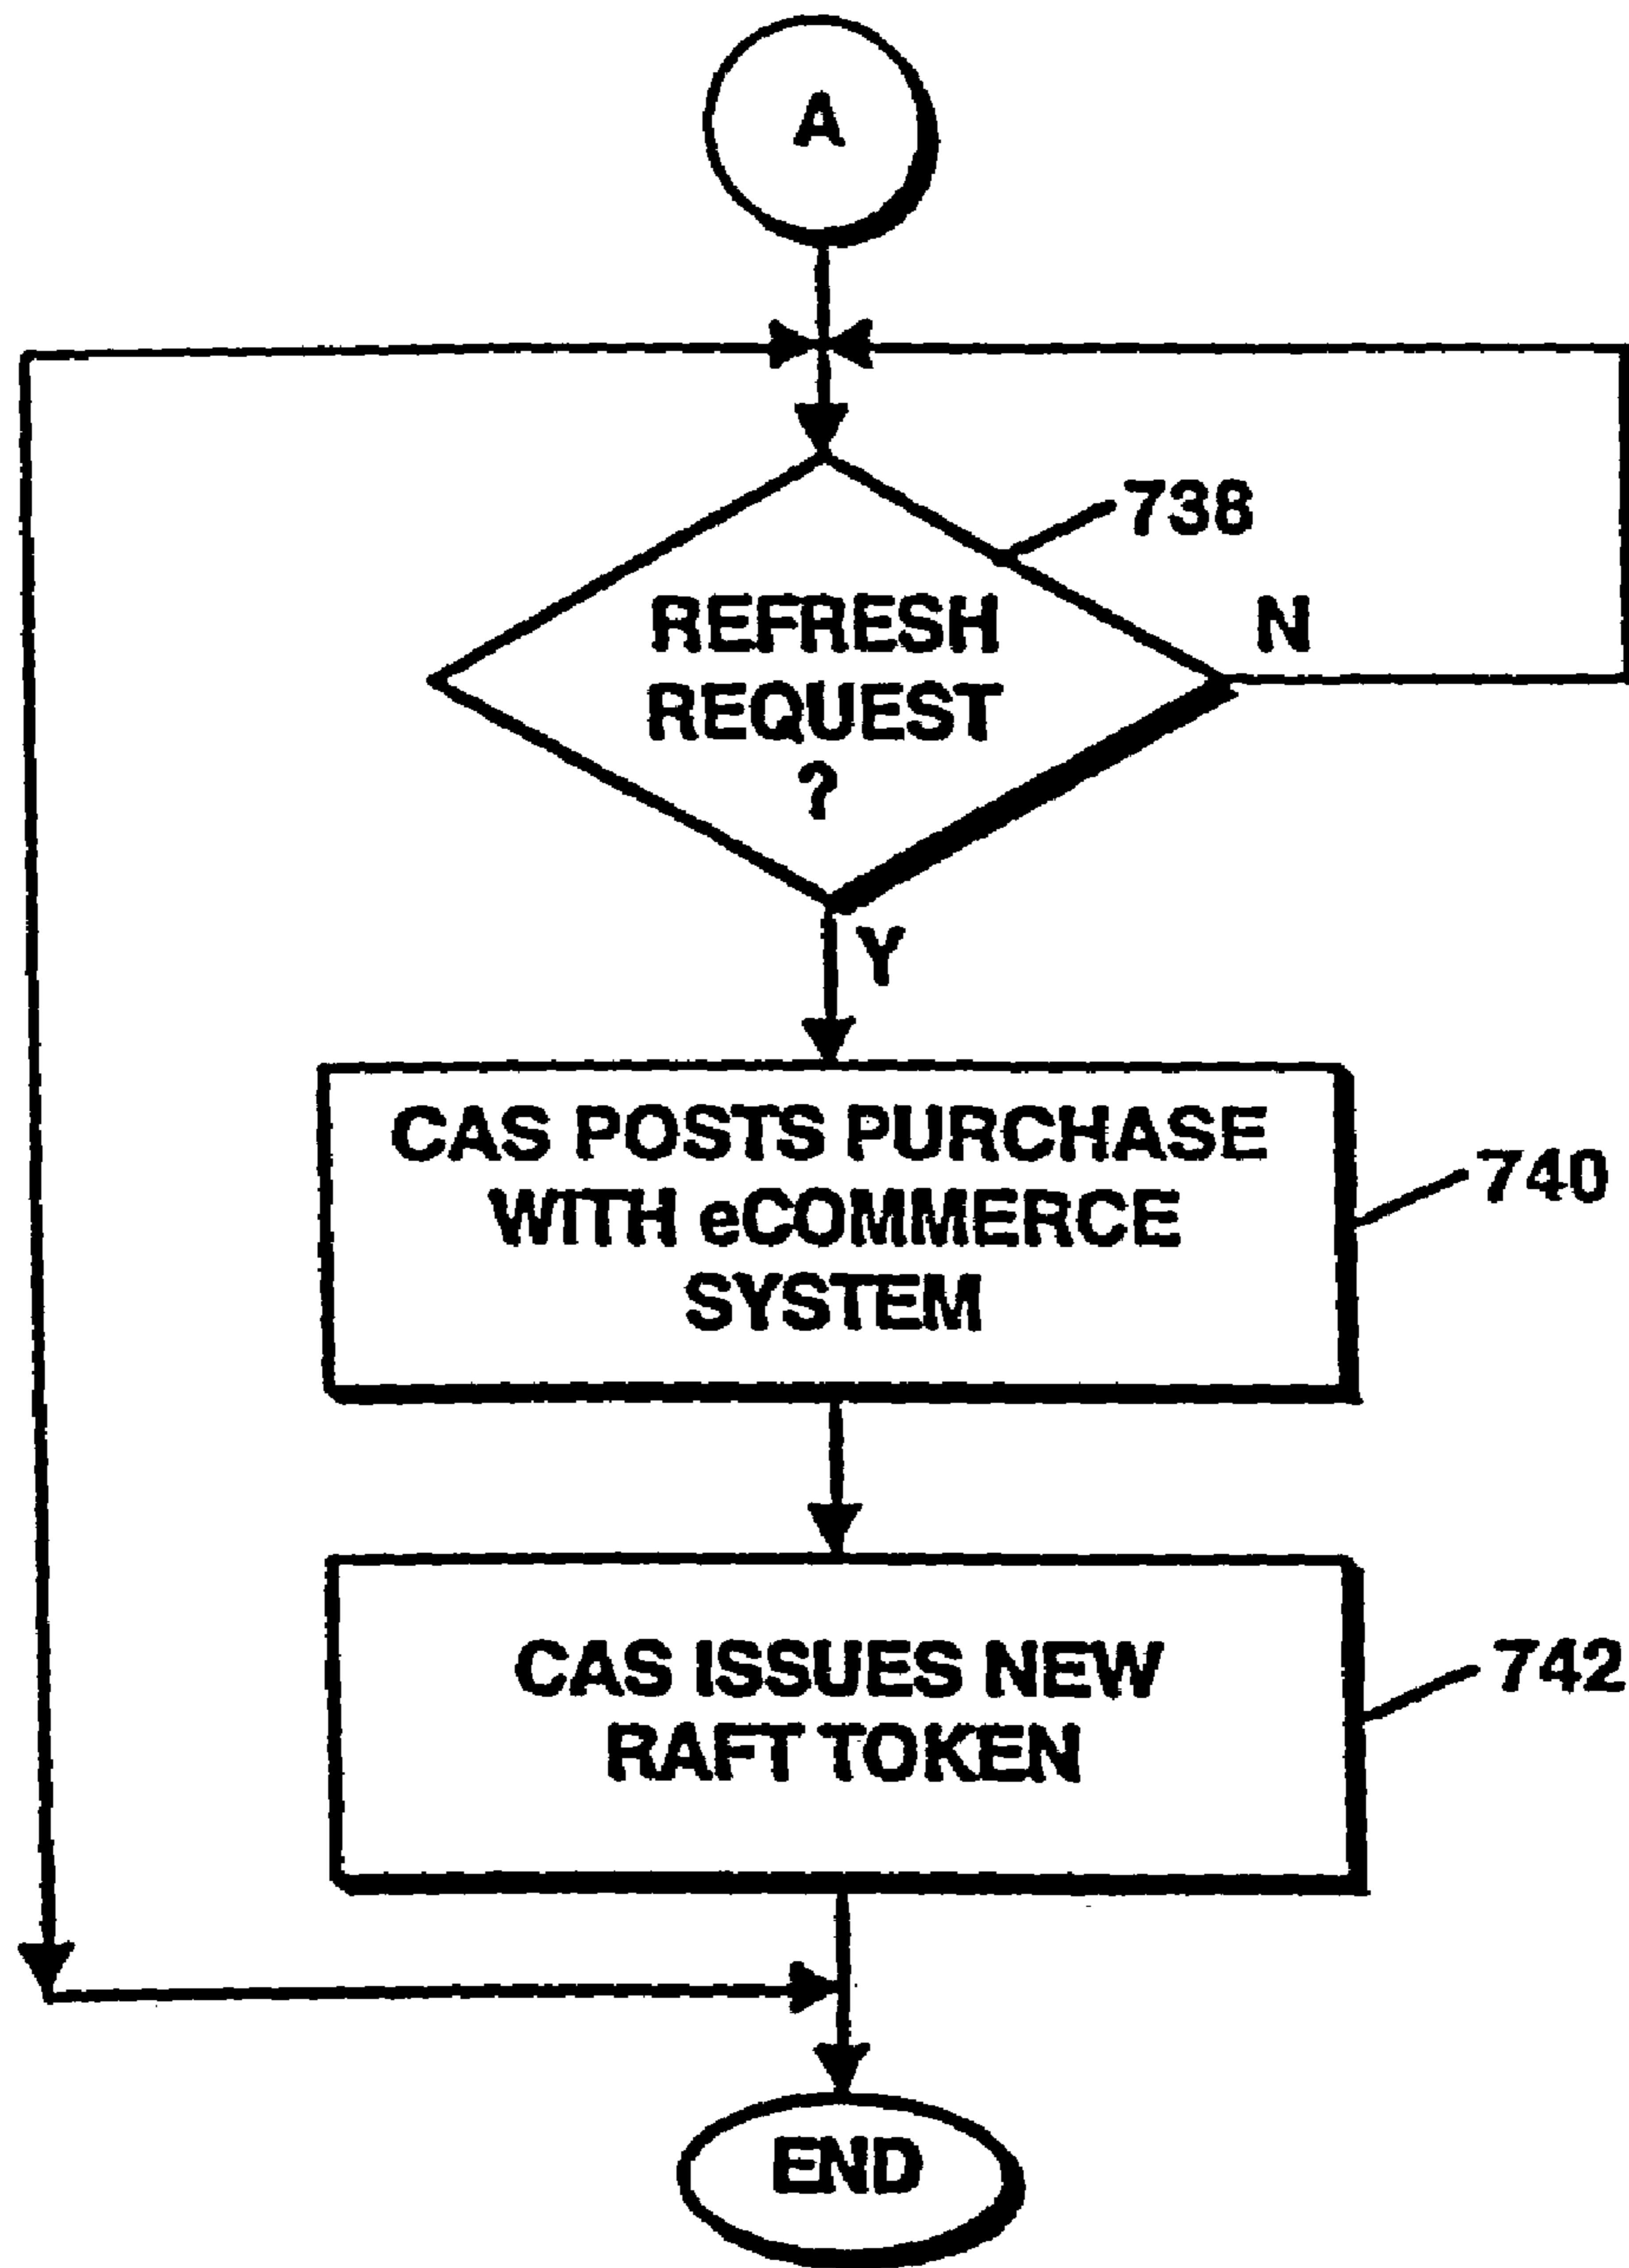 A
738
REFRESH
REQUEST
?
N
Y
CAS POSTS PURCHASE
WITH eCOMMERCE
SYSTEM
740
CAS ISSUES NEW
RAFT TOKEN
742
END